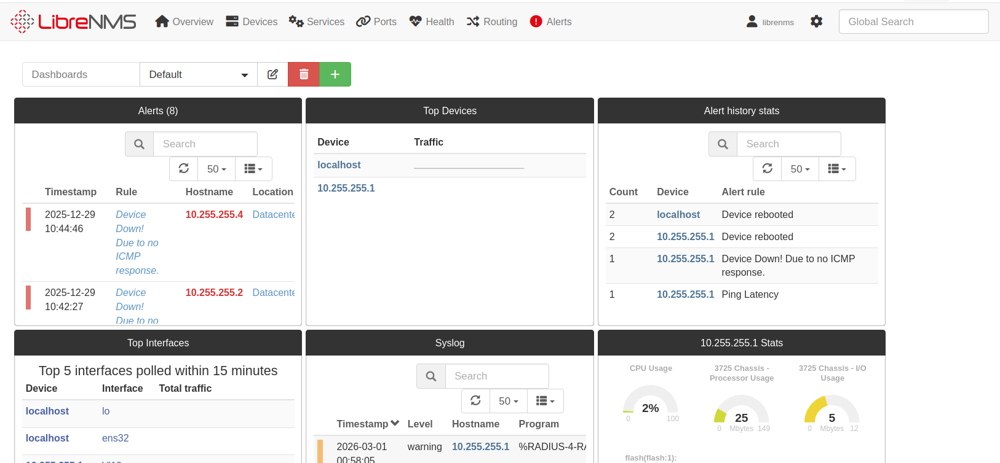 LibreNMS Overview Devices Services Ports Health Routing Alerts librenms Global Search
Dashboards Default
Alerts (8)
Search
50
Timestamp Rule Hostname Location
2025-12-29 Device 10.255.255.4 Datacente
10:44:46 Down!
Due to no
ICMP
response.
2025-12-29 Device 10.255.255.2 Datacente
10:42:27 Down!
Due to no
Top Devices
Device Traffic
localhost
10.255.255.1
Alert history stats
Search
50
Count Device Alert rule
2 localhost Device rebooted
2 10.255.255.1 Device rebooted
1 10.255.255.1 Device Down! Due to no ICMP
response.
1 10.255.255.1 Ping Latency
Top Interfaces
Top 5 interfaces polled within 15 minutes
Device Interface Total traffic
localhost lo
localhost ens32
Syslog
Search
50
Timestamp Level Hostname Program
2026-03-01 warning 10.255.255.1 %RADIUS-4-RA
00:58:05
10.255.255.1 Stats
CPU Usage
2%
0 100
3725 Chassis -
Processor Usage
25
0 Mbytes 149
3725 Chassis - I/O
Usage
5
0 Mbytes 12
flash(flash:1):